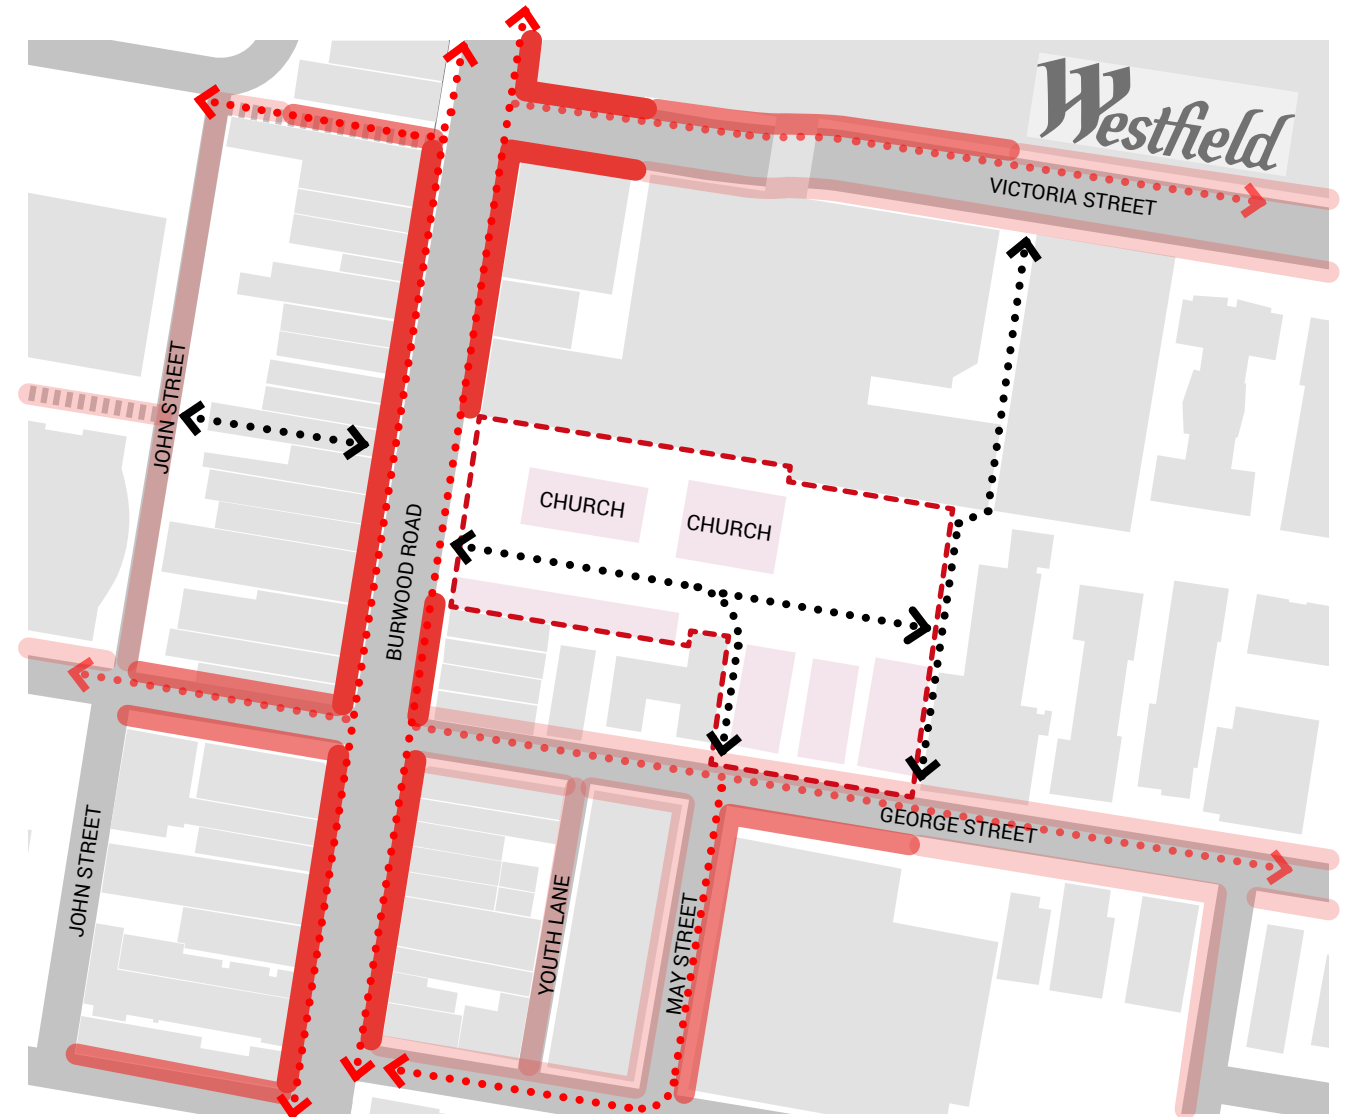 Westfield
VICTORIA STREET
JOHN STREET
CHURCH
CHURCH
BURWOOD ROAD
GEORGE STREET
JOHN STREET
YOUTH LANE
MAY STREET